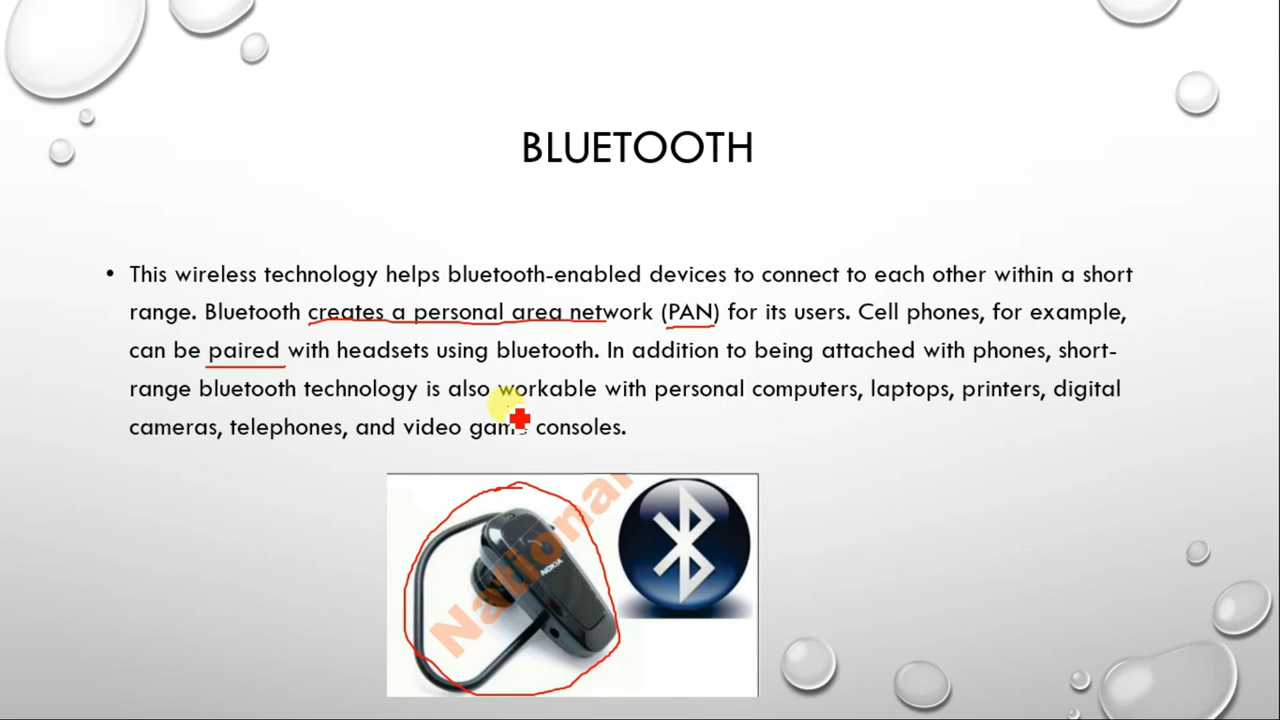 BLUETOOTH
• This wireless technology helps bluetooth-enabled devices to connect to each other within a short
range. Bluetooth creates a personal area network (PAN) for its users. Cell phones, for example,
can be paired with headsets using bluetooth. In addition to being attached with phones, short-
range bluetooth technology is also workable with personal computers, laptops, printers, digital
cameras, telephones, and video game consoles.
National
NOKIA